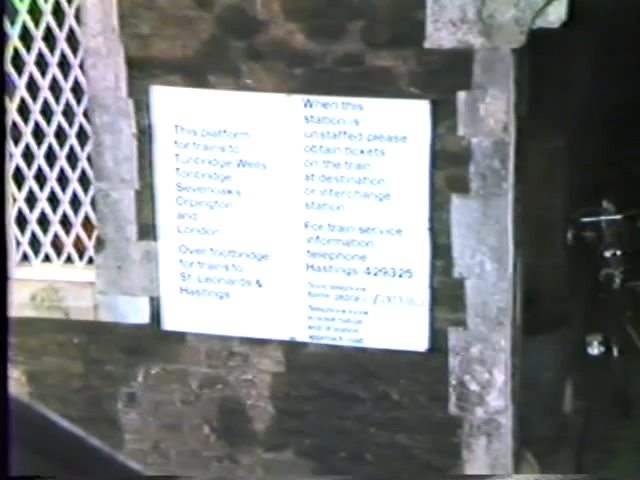 This platform
for trains to
Tunbridge Wells
Tonbridge
Sevenoaks
Orpington
and
London
Over footbridge
for trains to
St. Leonards &
Hastings
When this
station is
unstaffed please
obtain tickets
on the train
at destination
or interchange
station
For train service
information
telephone
Hastings 429325
approach road